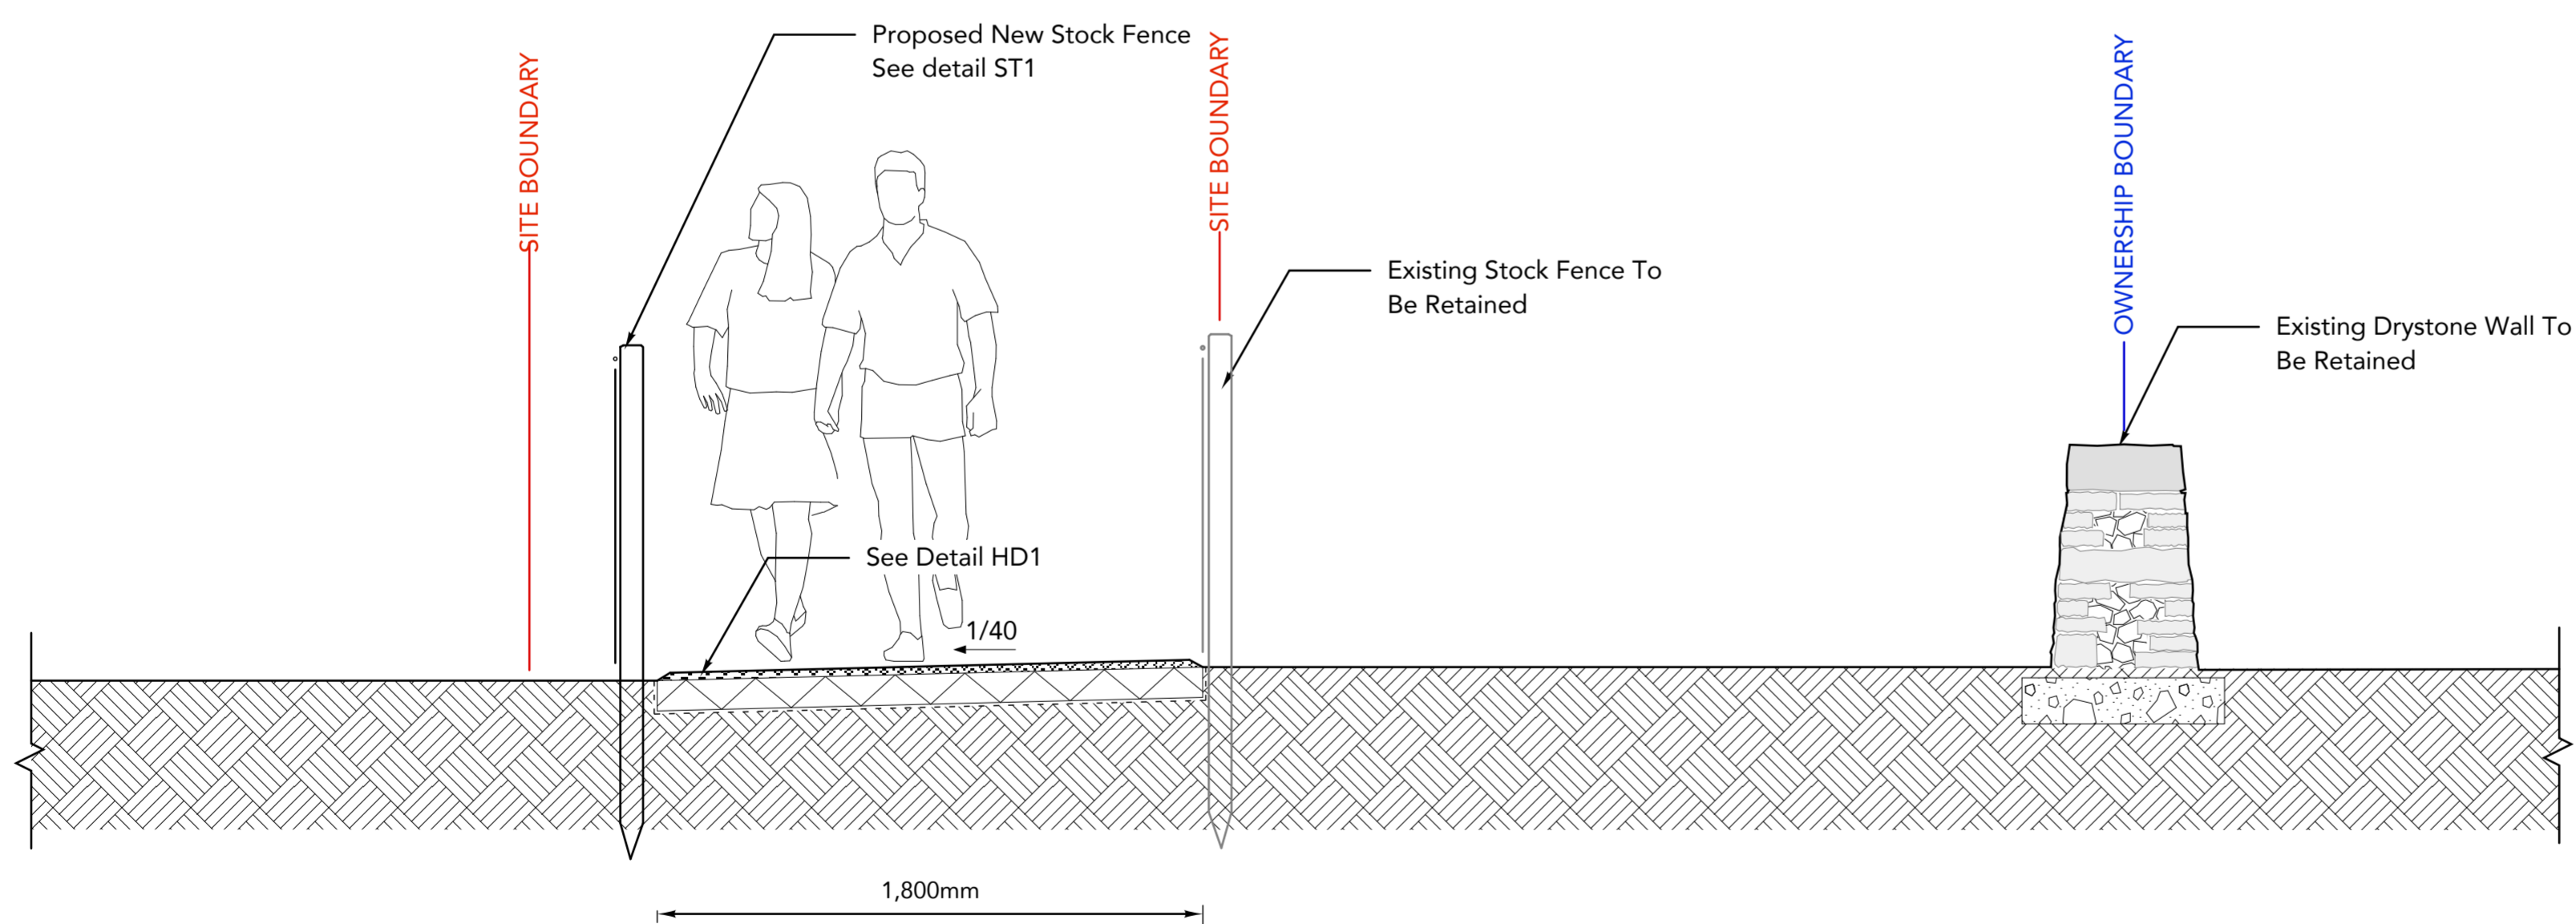 Proposed New Stock Fence
See detail ST1
SITE BOUNDARY
SITE BOUNDARY
OWNERSHIP BOUNDARY
Existing Stock Fence To
Be Retained
Existing Drystone Wall To
Be Retained
See Detail HD1
1/40
1,800mm